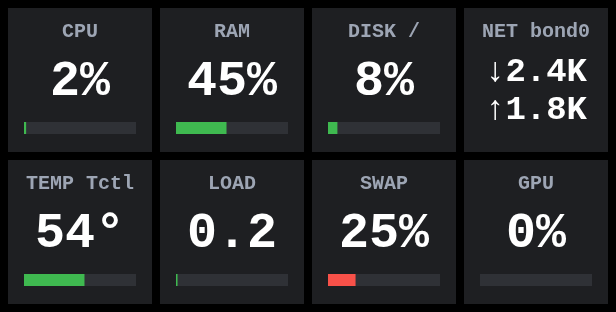 CPU
2%
RAM
45%
DISK /
8%
NET bond0
↓2.4K
↑1.8K
TEMP Tctl
54°
LOAD
0.2
SWAP
25%
GPU
0%